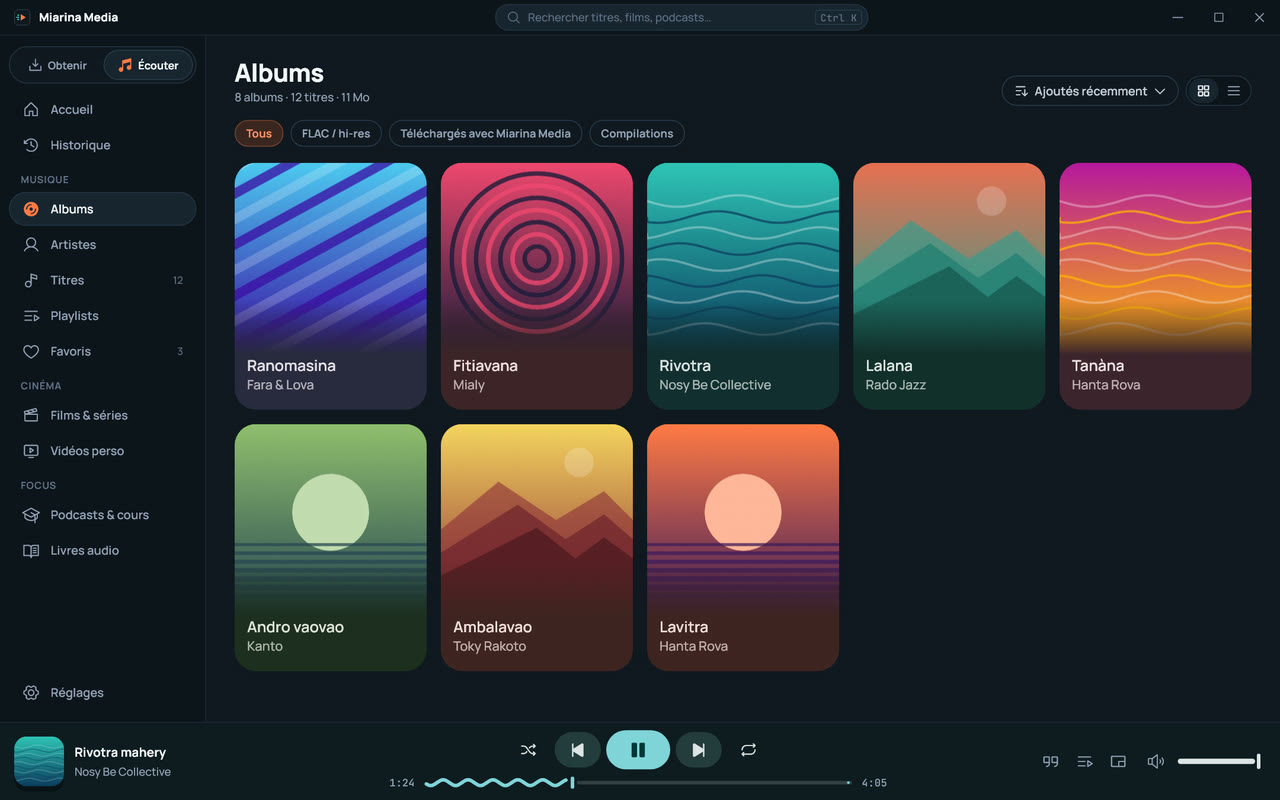 Miarina Media
Rechercher titres, films, podcasts…
Ctrl K
Obtenir
Écouter
Accueil
Historique
MUSIQUE
Albums
Artistes
Titres 12
Playlists
Favoris 3
CINÉMA
Films & séries
Vidéos perso
FOCUS
Podcasts & cours
Livres audio
Réglages
Albums
8 albums · 12 titres · 11 Mo
Ajoutés récemment
Tous
FLAC / hi-res
Téléchargés avec Miarina Media
Compilations
Ranomasina
Fara & Lova
Fitiavana
Mialy
Rivotra
Nosy Be Collective
Lalana
Rado Jazz
Tanàna
Hanta Rova
Andro vaovao
Kanto
Ambalavao
Toky Rakoto
Lavitra
Hanta Rova
Rivotra mahery
Nosy Be Collective
1:24
4:05